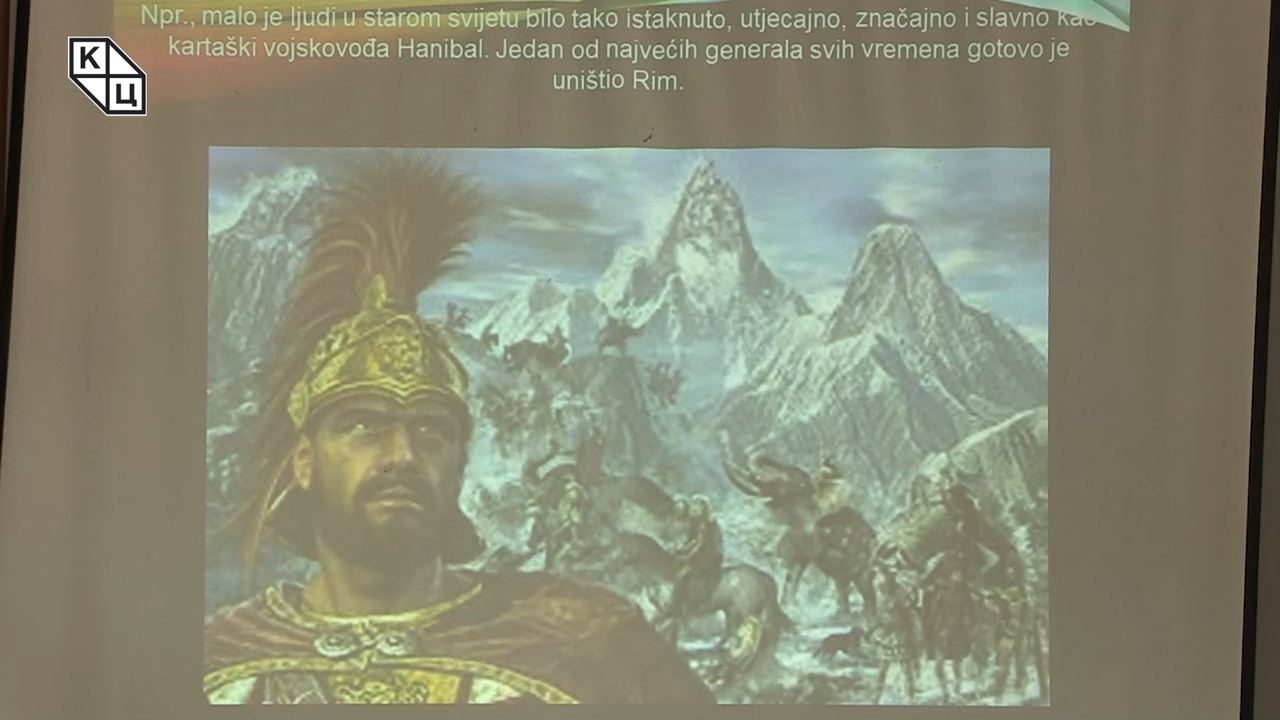 Npr., malo je ljudi u starom svijetu bilo tako istaknuto, utjecajno, značajno i slavno kao
kartaški vojskovođa Hanibal. Jedan od najvećih generala svih vremena gotovo je
uništio Rim.
К
Ц